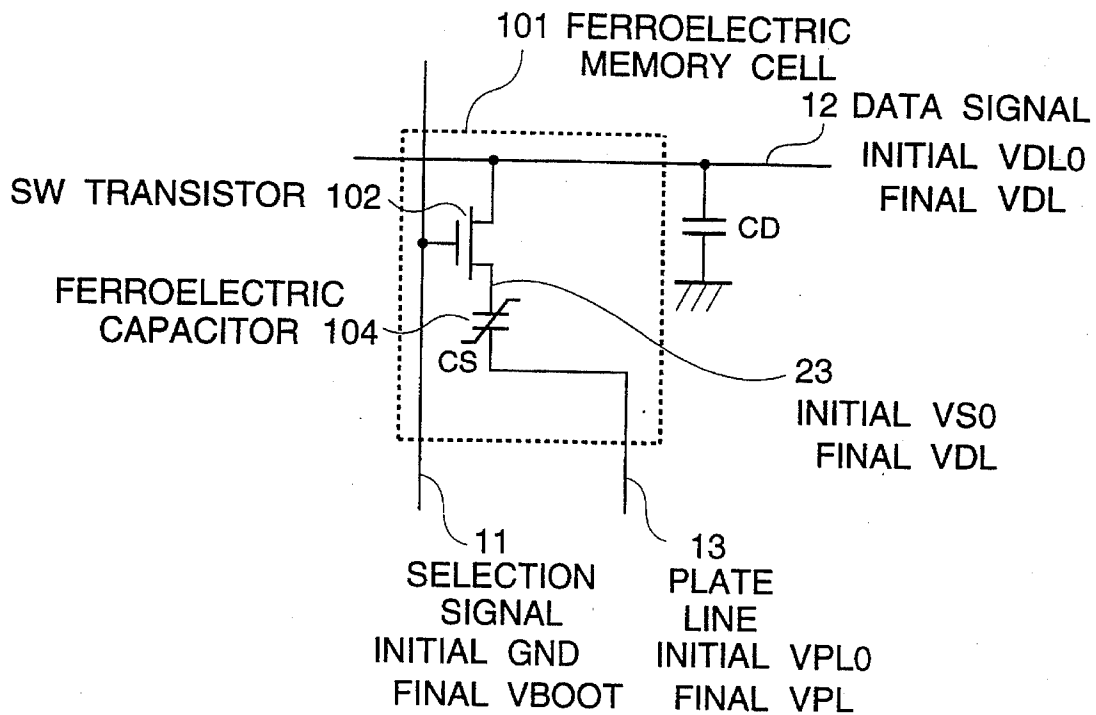 101 FERROELECTRIC
MEMORY CELL
12 DATA SIGNAL
INITIAL VDL0
FINAL VDL
SW TRANSISTOR 102
CD
FERROELECTRIC
CAPACITOR 104
CS
23
INITIAL VS0
FINAL VDL
11
SELECTION
SIGNAL
INITIAL GND
FINAL VBOOT
13
PLATE
LINE
INITIAL VPL0
FINAL VPL